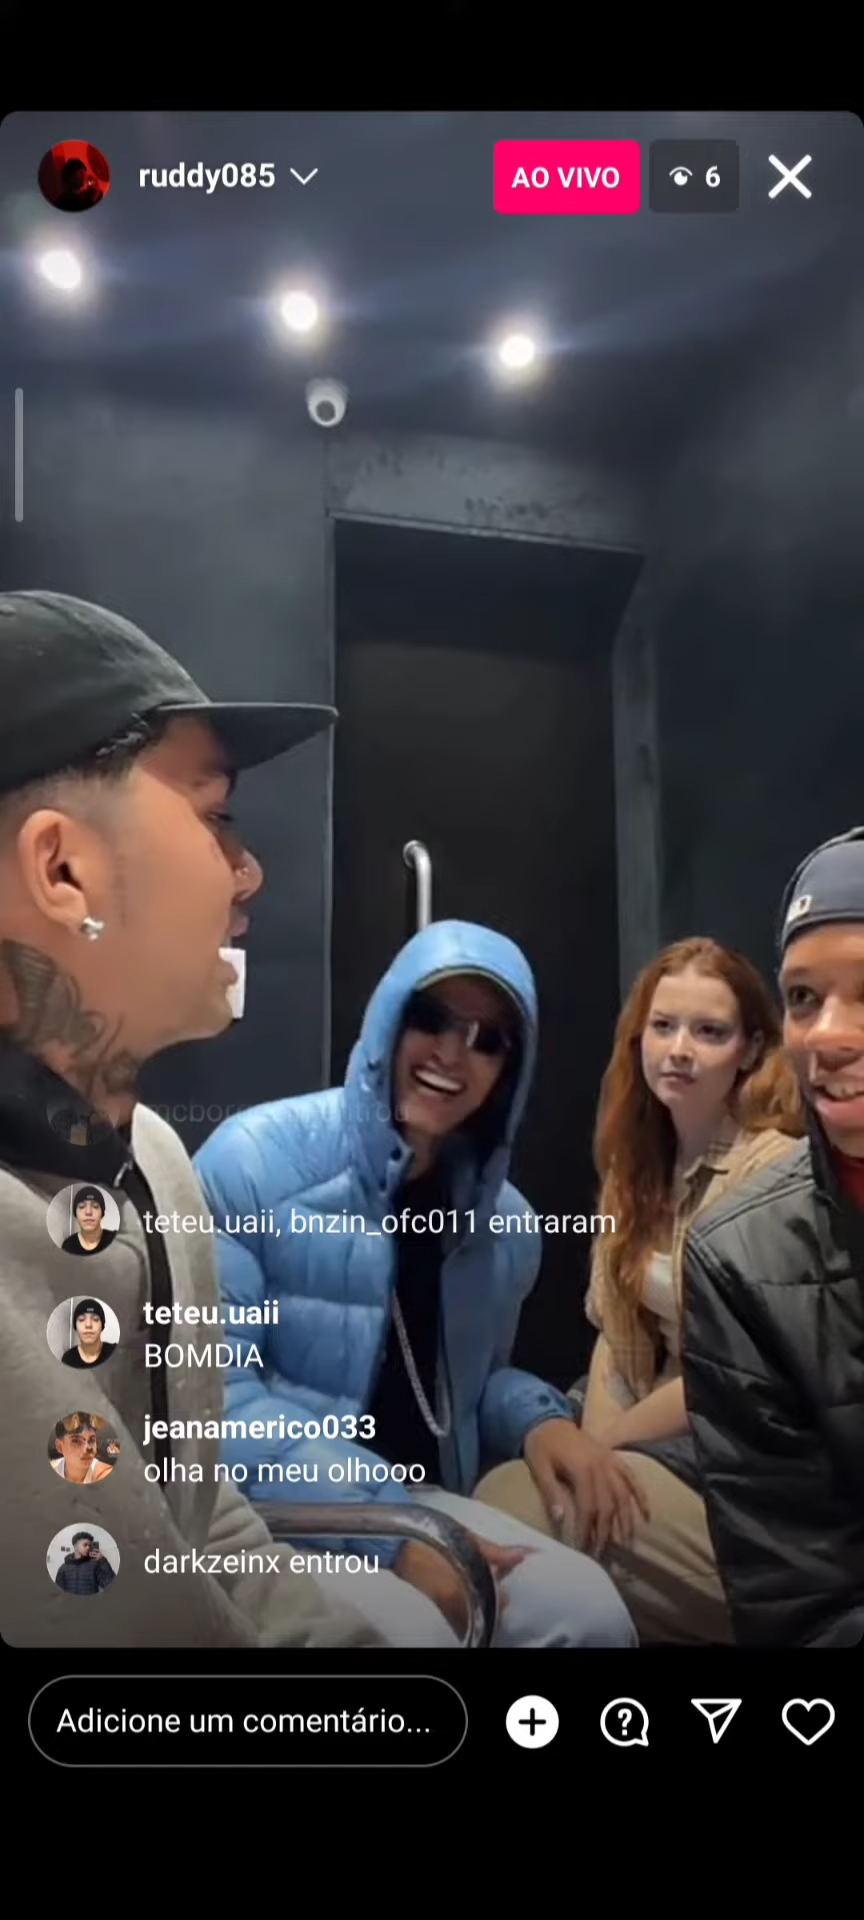 ruddy085
AO VIVO
6
teteu.uaii, bnzin_ofc011 entraram
teteu.uaii
BOMDIA
jeanamerico033
olha no meu olhooo
darkzeinx entrou
Adicione um comentário...